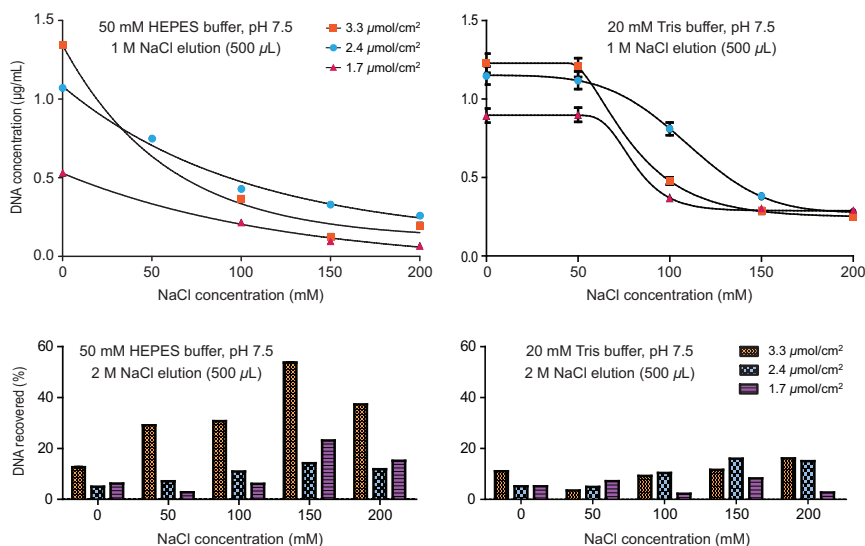 50 mM HEPES buffer, pH 7.5
1 M NaCl elution (500 µL)
3.3 µmol/cm²
2.4 µmol/cm²
1.7 µmol/cm²
DNA concentration (µg/mL)
1.5
1.0
0.5
0.0
0 50 100 150 200
NaCl concentration (mM)
20 mM Tris buffer, pH 7.5
1 M NaCl elution (500 µL)
1.5
1.0
0.5
0.0
0 50 100 150 200
NaCl concentration (mM)
50 mM HEPES buffer, pH 7.5
2 M NaCl elution (500 µL)
DNA recovered (%)
60
40
20
0
0 50 100 150 200
NaCl concentration (mM)
20 mM Tris buffer, pH 7.5
2 M NaCl elution (500 µL)
3.3 µmol/cm²
2.4 µmol/cm²
1.7 µmol/cm²
60
40
20
0
0 50 100 150 200
NaCl concentration (mM)